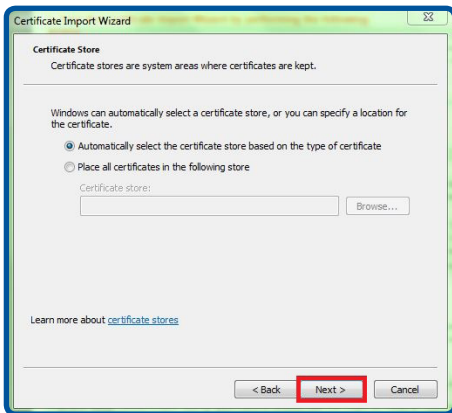 Certificate Import Wizard
Certificate Store
Certificate stores are system areas where certificates are kept.
Windows can automatically select a certificate store, or you can specify a location for
the certificate.
Automatically select the certificate store based on the type of certificate
Place all certificates in the following store
Certificate store:
Browse...
Learn more about certificate stores
< Back Next > Cancel